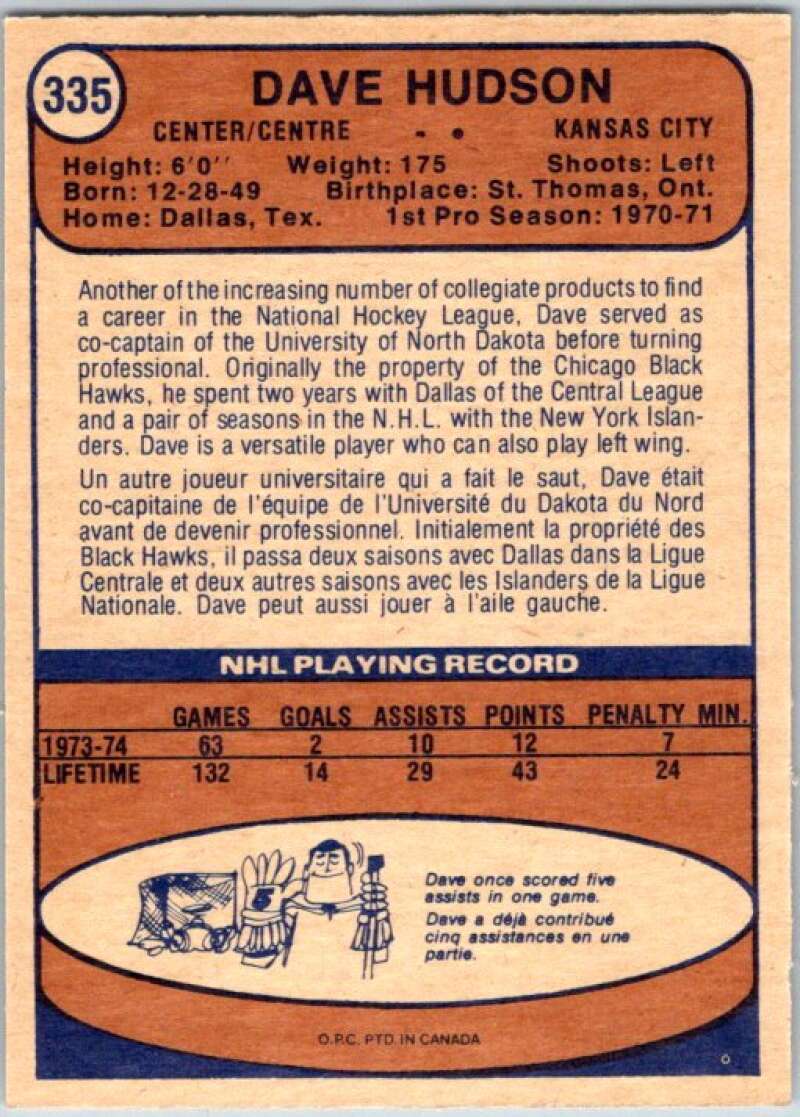 335
DAVE HUDSON
CENTER/CENTRE - • KANSAS CITY
Height: 6'0'' Weight: 175 Shoots: Left
Born: 12-28-49 Birthplace: St. Thomas, Ont.
Home: Dallas, Tex. 1st Pro Season: 1970-71
Another of the increasing number of collegiate products to find
a career in the National Hockey League, Dave served as
co-captain of the University of North Dakota before turning
professional. Originally the property of the Chicago Black
Hawks, he spent two years with Dallas of the Central League
and a pair of seasons in the N.H.L. with the New York Islan-
ders. Dave is a versatile player who can also play left wing.
Un autre joueur universitaire qui a fait le saut, Dave était
co-capitaine de l'équipe de l'Université du Dakota du Nord
avant de devenir professionnel. Initialement la propriété des
Black Hawks, il passa deux saisons avec Dallas dans la Ligue
Centrale et deux autres saisons avec les Islanders de la Ligue
Nationale. Dave peut aussi jouer à l'aile gauche.
NHL PLAYING RECORD
GAMES GOALS ASSISTS POINTS PENALTY MIN.
1973-74 63 2 10 12 7
LIFETIME 132 14 29 43 24
5
Dave once scored five
assists in one game.
Dave a déjà contribué
cinq assistances en une
partie.
O.P.C. PTD. IN CANADA
O